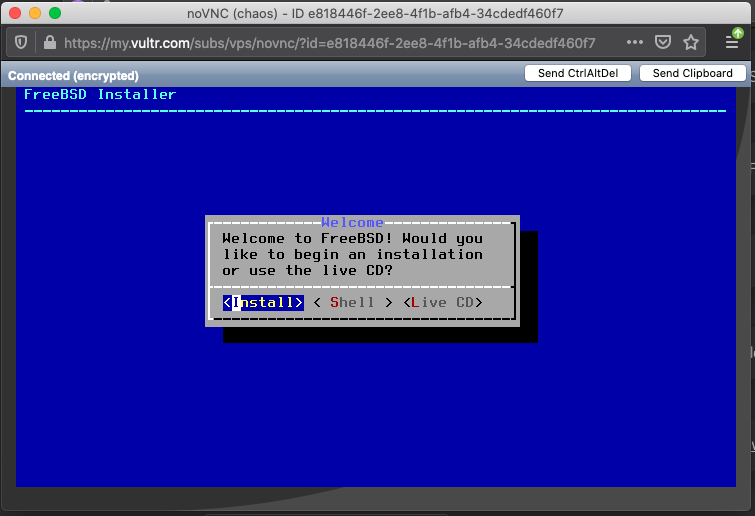 noVNC (chaos) - ID e818446f-2ee8-4f1b-afb4-34cdedf460f7
https://my.vultr.com/subs/vps/novnc/?id=e818446f-2ee8-4f1b-afb4-34cdedf460f7
Connected (encrypted)
Send CtrlAltDel
Send Clipboard
FreeBSD Installer
Welcome
Welcome to FreeBSD! Would you
like to begin an installation
or use the live CD?
<Install> < Shell > <Live CD>